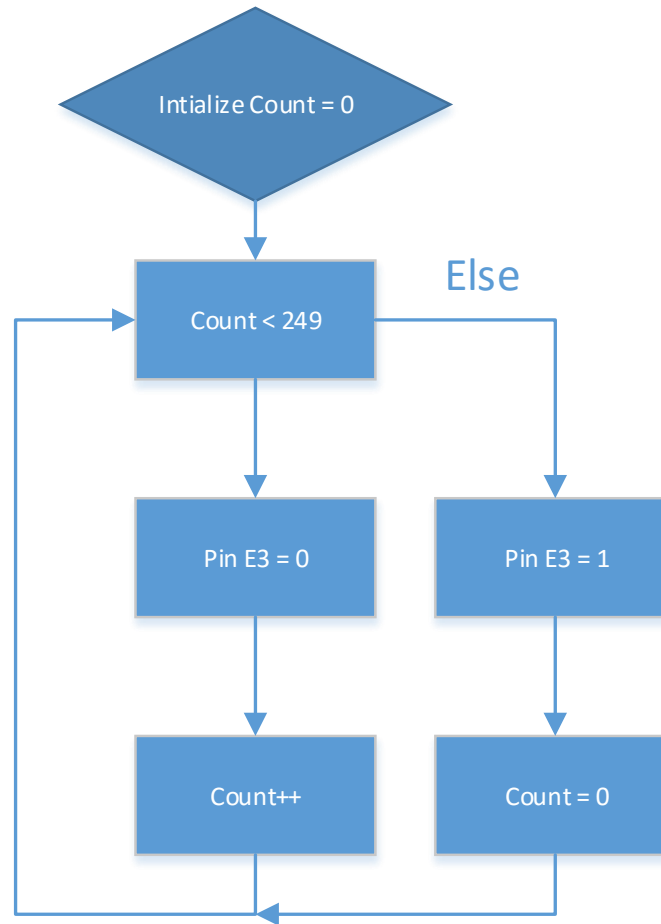 Intialize Count = 0
Else
Count < 249
Pin E3 = 0
Pin E3 = 1
Count++
Count = 0